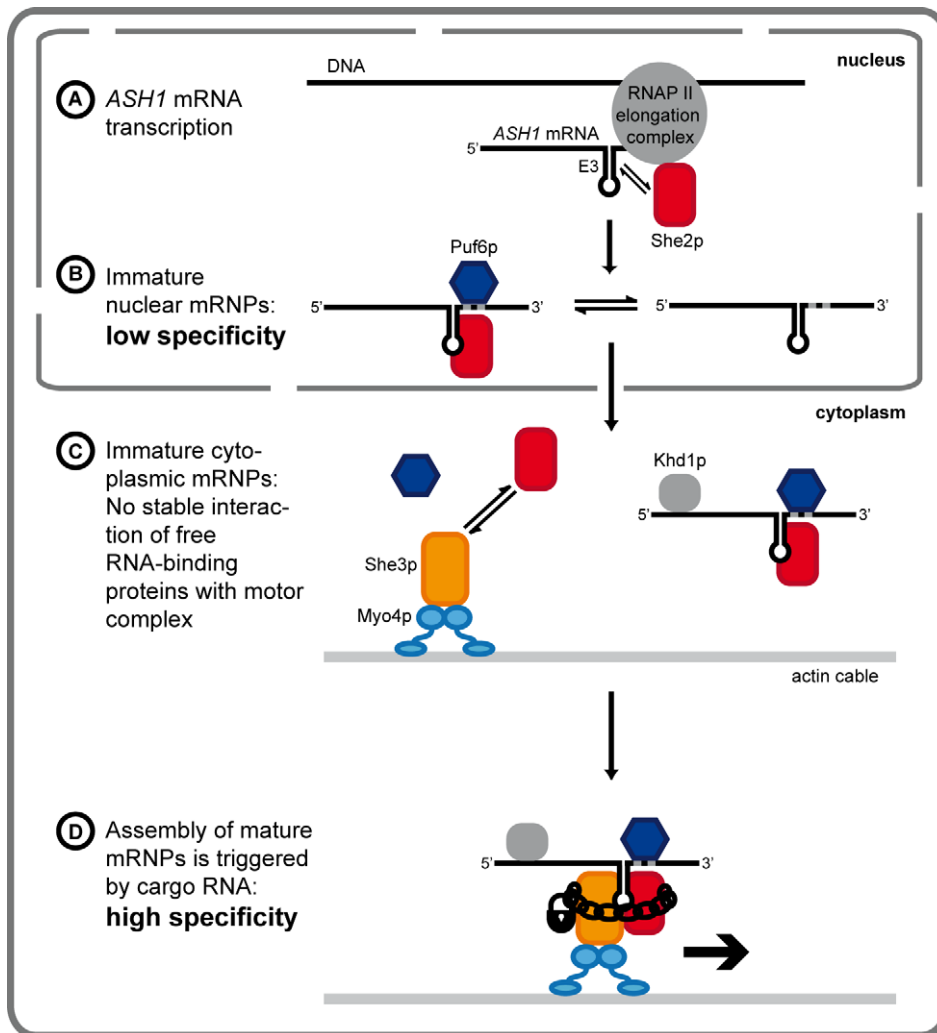 nucleus
DNA
A
ASH1 mRNA
transcription
RNAP II
elongation
complex
ASH1 mRNA
5’
E3
She2p
Puf6p
B
Immature
nuclear mRNPs:
low specificity
5’
3’
5’
3’
cytoplasm
C
Immature cyto-
plasmic mRNPs:
No stable interac-
tion of free
RNA-binding
proteins with motor
complex
Khd1p
5’
3’
She3p
Myo4p
actin cable
D
Assembly of mature
mRNPs is triggered
by cargo RNA:
high specificity
5’
3’